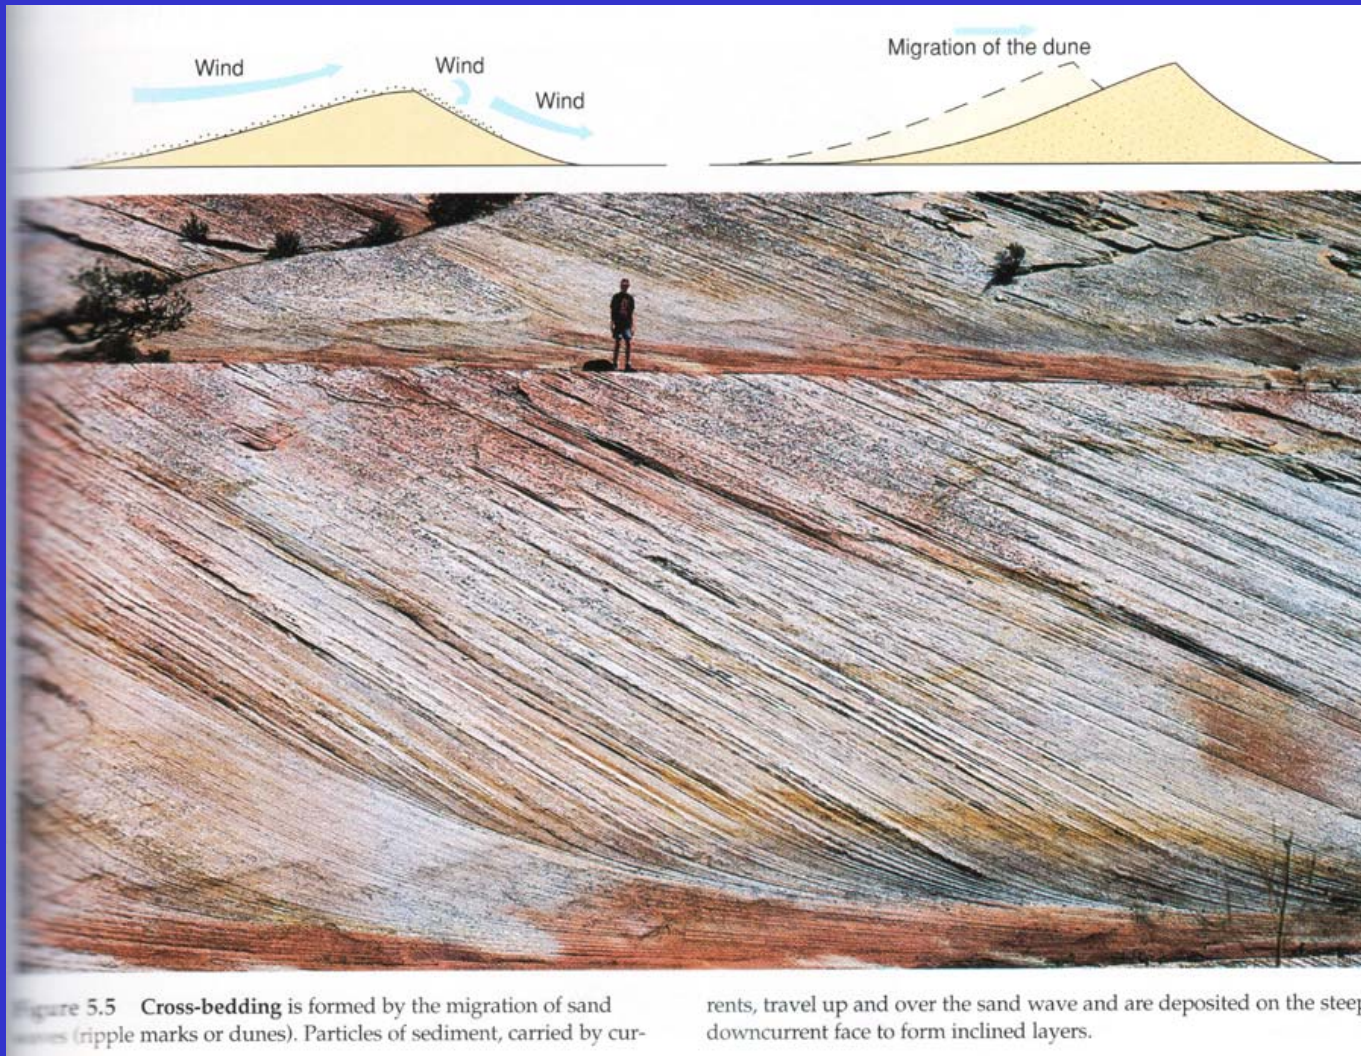 Wind
Wind
Wind
Migration of the dune
Figure 5.5 Cross-bedding is formed by the migration of sand
waves (ripple marks or dunes). Particles of sediment, carried by cur-
rents, travel up and over the sand wave and are deposited on the steep
downcurrent face to form inclined layers.